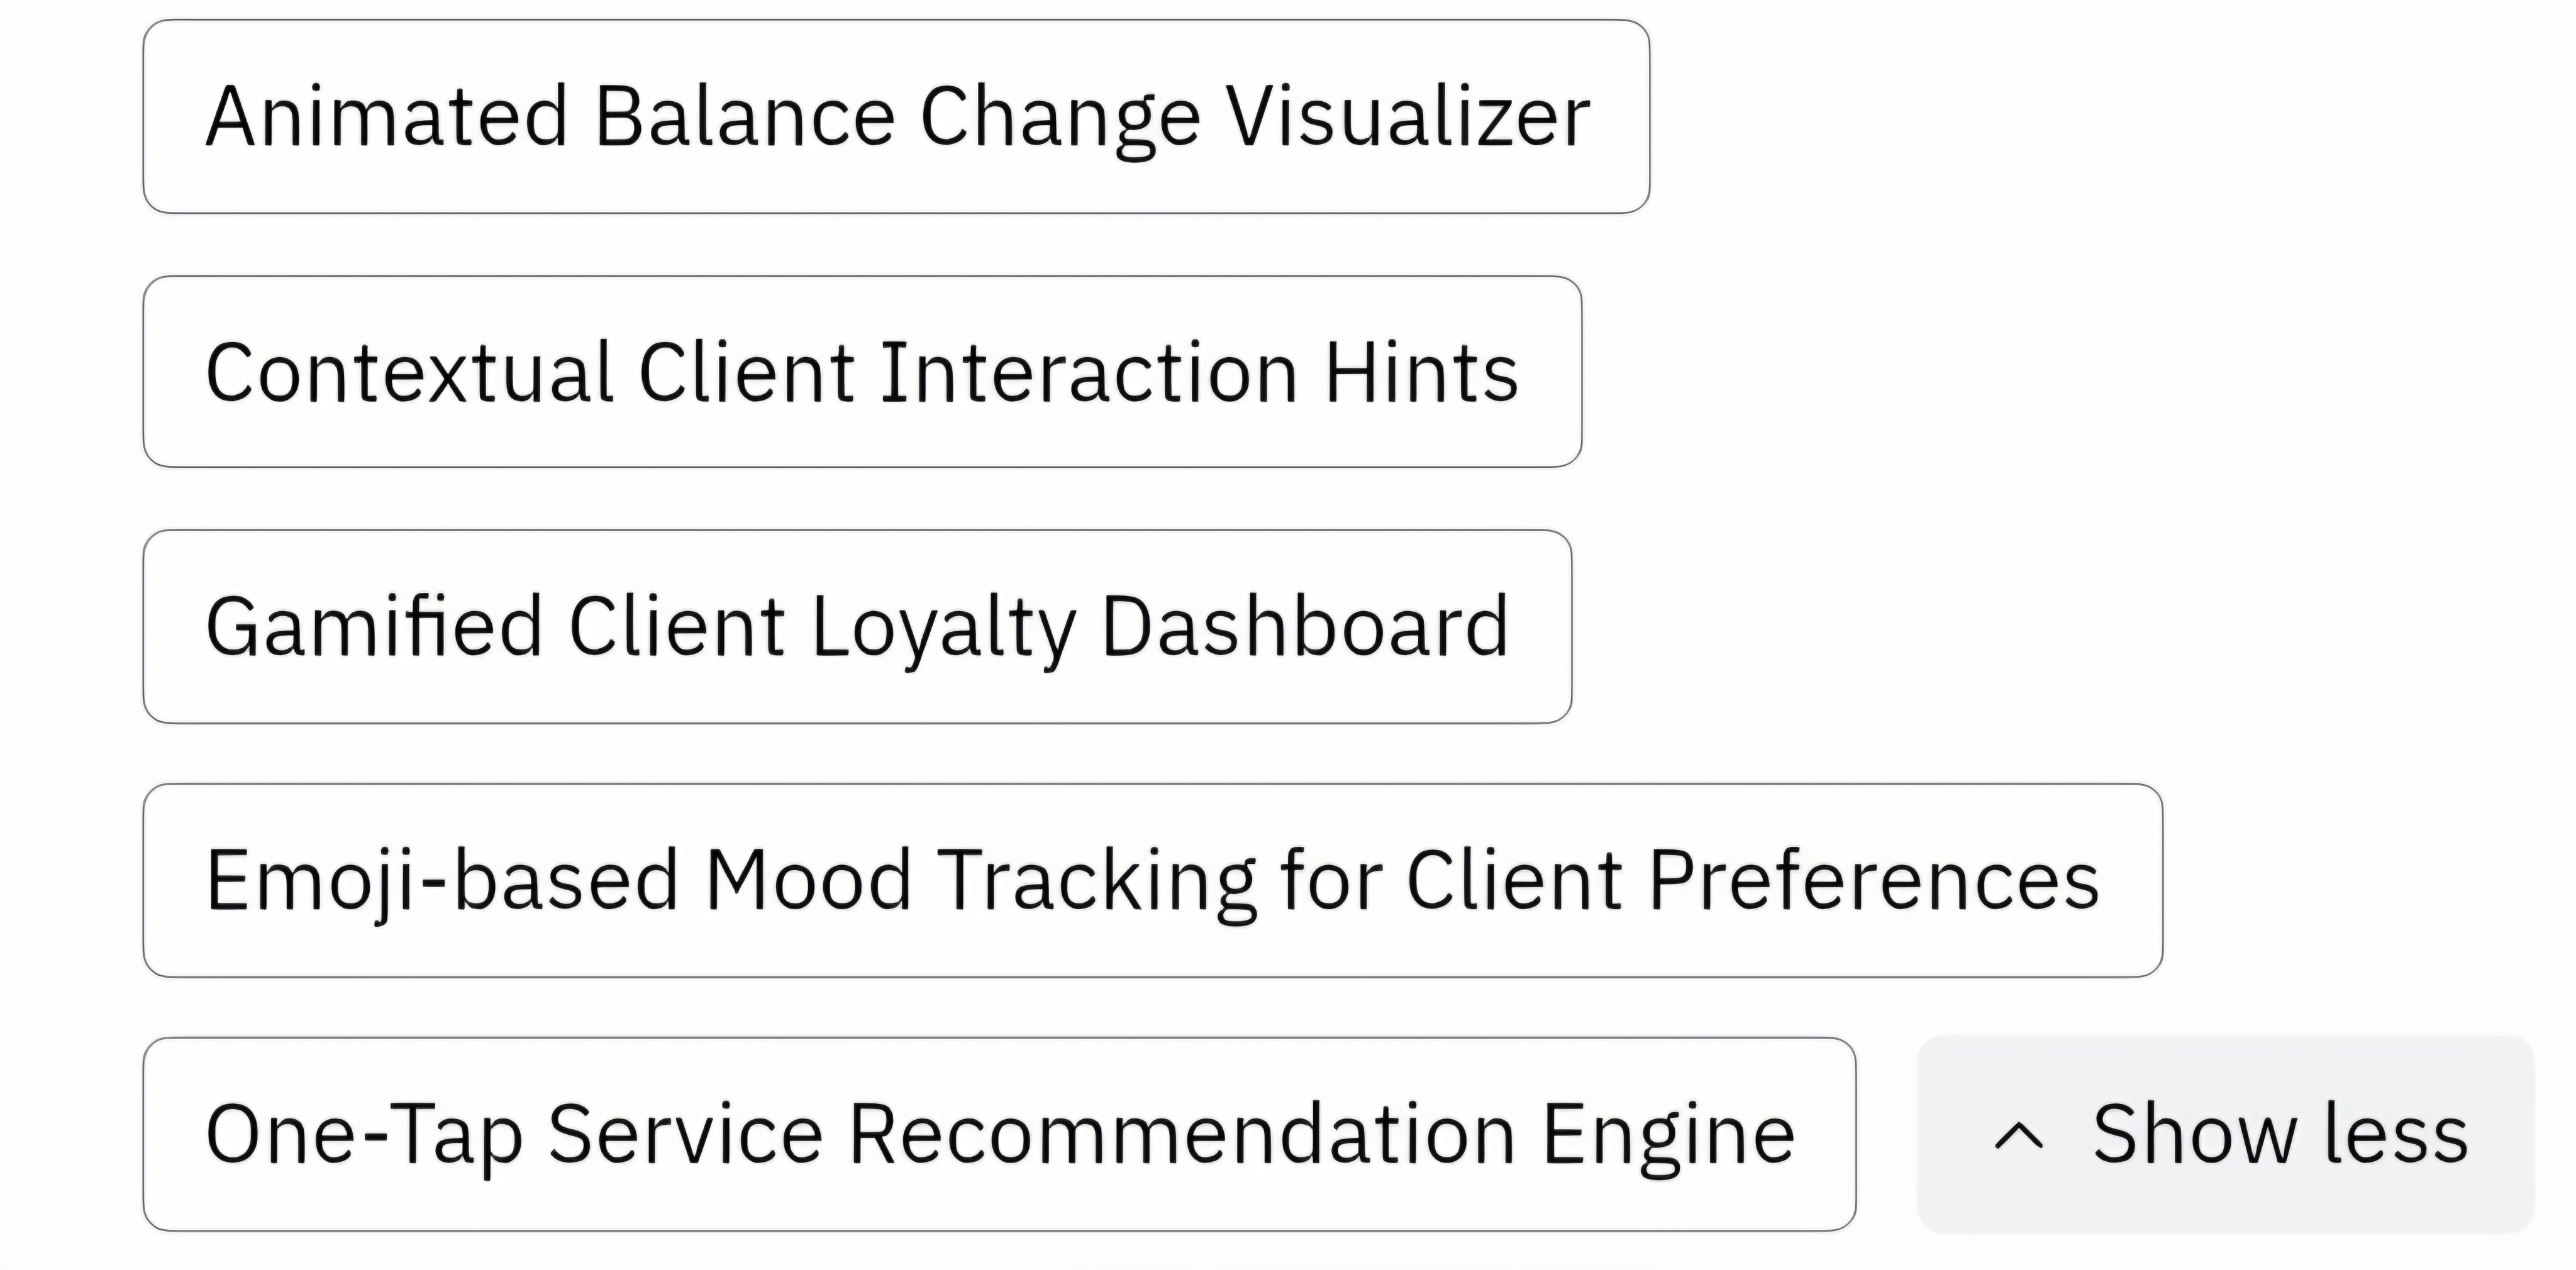 Animated Balance Change Visualizer
Contextual Client Interaction Hints
Gamified Client Loyalty Dashboard
Emoji-based Mood Tracking for Client Preferences
One-Tap Service Recommendation Engine Show less